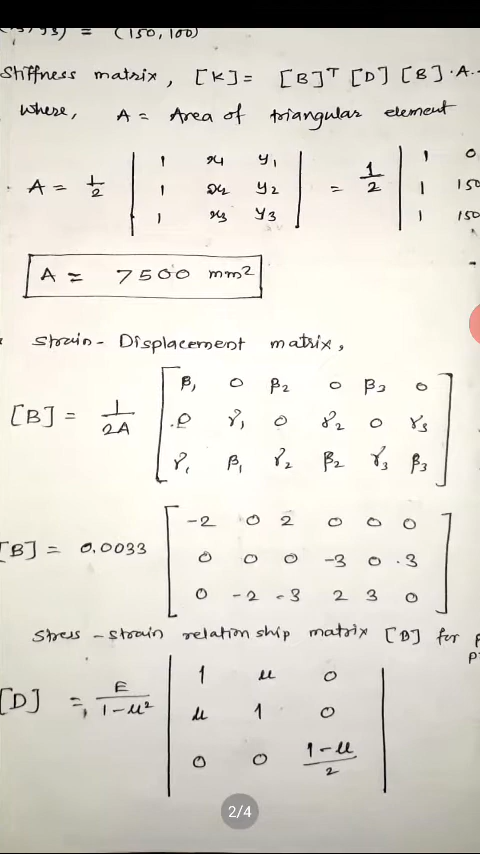 (x3, y3) = (150, 100)
Stiffness matrix, [K] = [B]ᵀ [D] [B] · A · -
Where, A = Area of triangular element
A = 1/2 | 1 x1 y1 | = 1/2 | 1 0
| 1 x2 y2 | | 1 150
| 1 x3 y3 | | 1 150
A = 7500 mm²
Strain - Displacement matrix,
[B] = 1/2A [ β1 0 β2 0 β3 0 ]
[ 0 γ1 0 γ2 0 γ3 ]
[ γ1 β1 γ2 β2 γ3 β3 ]
[B] = 0.0033 [ -2 0 2 0 0 0 ]
[ 0 0 0 -3 0 .3 ]
[ 0 -2 -3 2 3 0 ]
Stress - strain relationship matrix [D] for p
p
[D] = E/1-μ² | 1 μ 0 |
| μ 1 0 |
| 0 0 1-μ/2 |
2/4